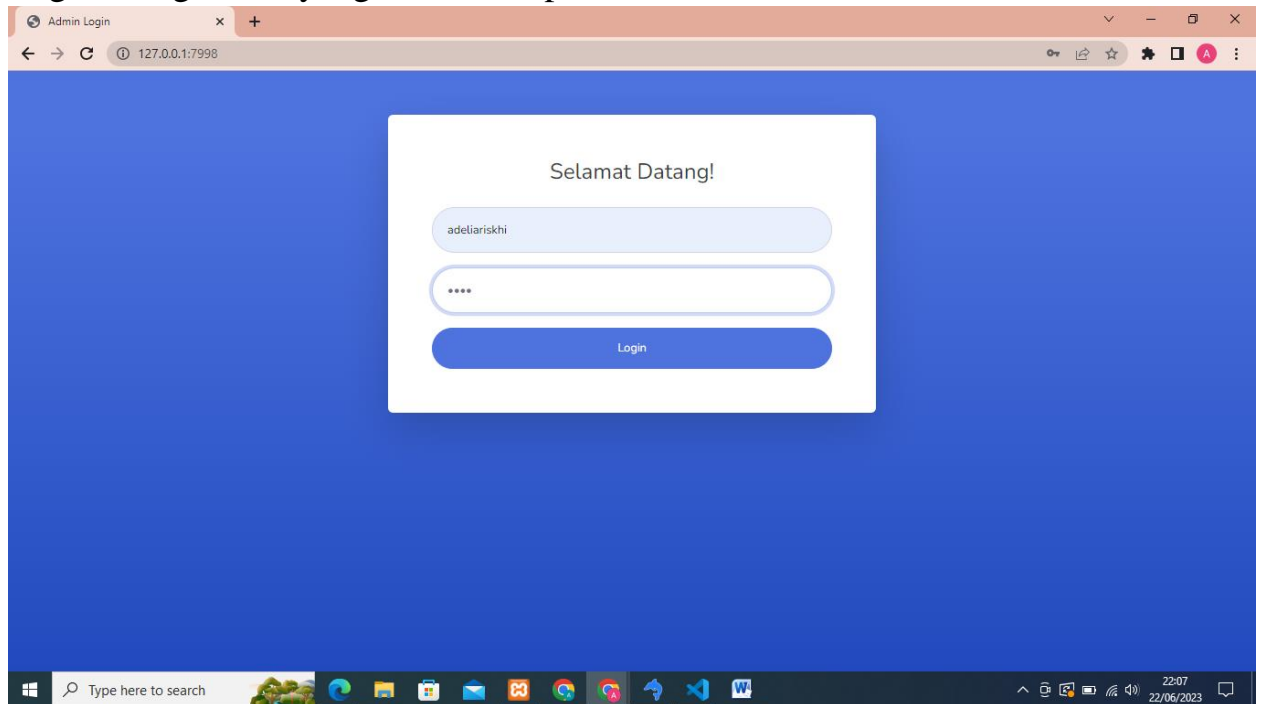 Admin Login
127.0.0.1:7998
A
Selamat Datang!
adeliariskhi
••••
Login
Type here to search
22:07
22/06/2023